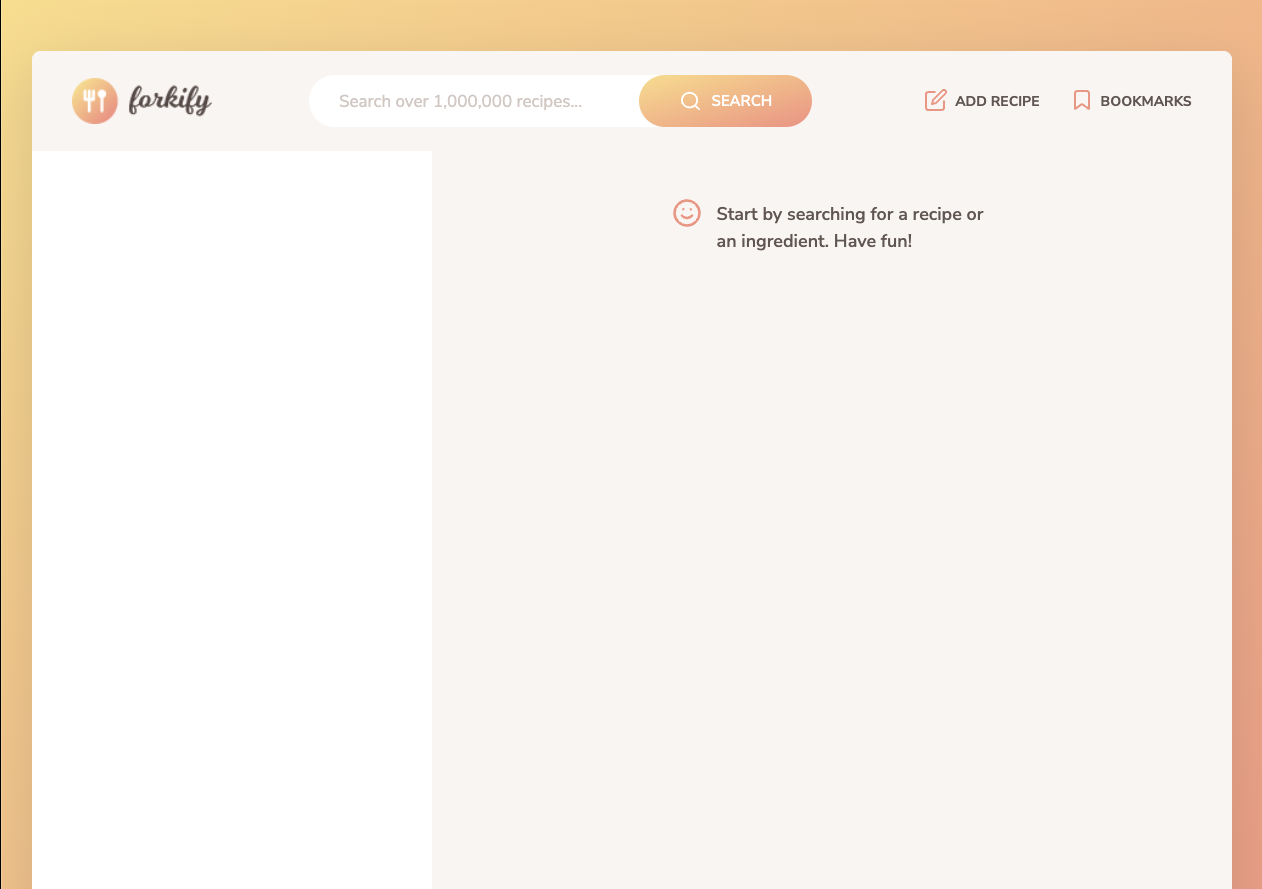 forkify
Search over 1,000,000 recipes...
SEARCH
ADD RECIPE
BOOKMARKS
Start by searching for a recipe or
an ingredient. Have fun!